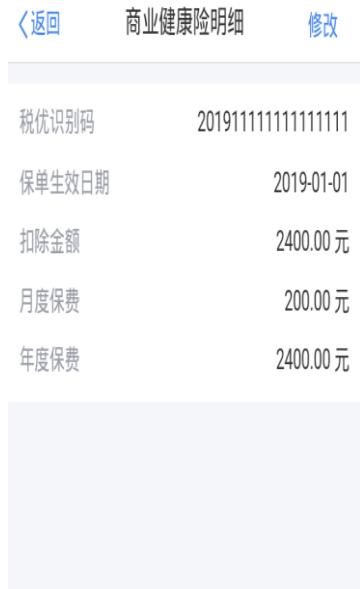 返回 商业健康险明细 修改
税优识别码 201911111111111111
保单生效日期 2019-01-01
扣除金额 2400.00 元
月度保费 200.00 元
年度保费 2400.00 元